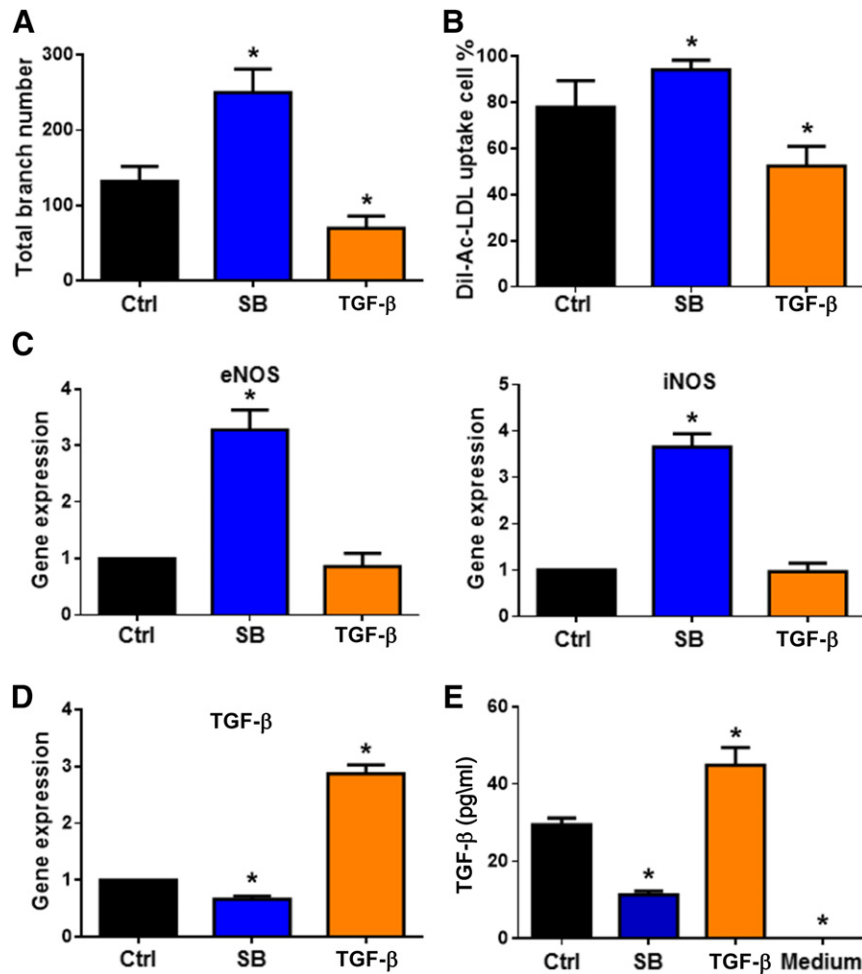 A
Total branch number
300
200
100
0
*
*
Ctrl
SB
TGF-β
B
Dil-Ac-LDL uptake cell %
100
80
60
40
20
0
*
*
Ctrl
SB
TGF-β
C
eNOS
Gene expression
4
3
2
1
0
*
Ctrl
SB
TGF-β
iNOS
Gene expression
5
4
3
2
1
0
*
Ctrl
SB
TGF-β
D
TGF-β
Gene expression
4
3
2
1
0
*
*
Ctrl
SB
TGF-β
E
TGF-β (pg\ml)
60
40
20
0
*
*
*
Ctrl
SB
TGF-β
Medium